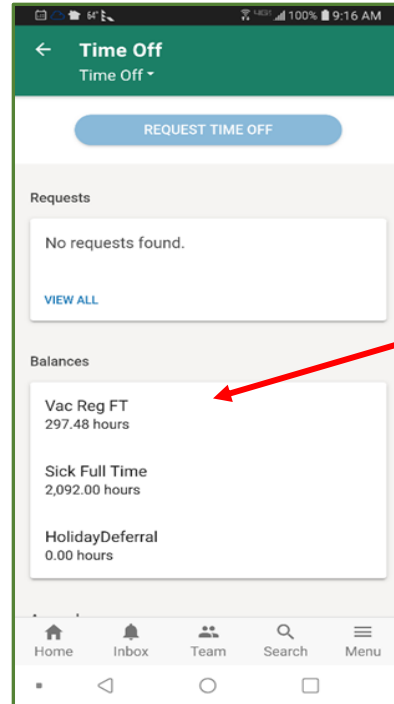 64° 100% 9:16 AM
Time Off
Time Off
REQUEST TIME OFF
Requests
No requests found.
VIEW ALL
Balances
Vac Reg FT
297.48 hours
Sick Full Time
2,092.00 hours
HolidayDeferral
0.00 hours
Home Inbox Team Search Menu